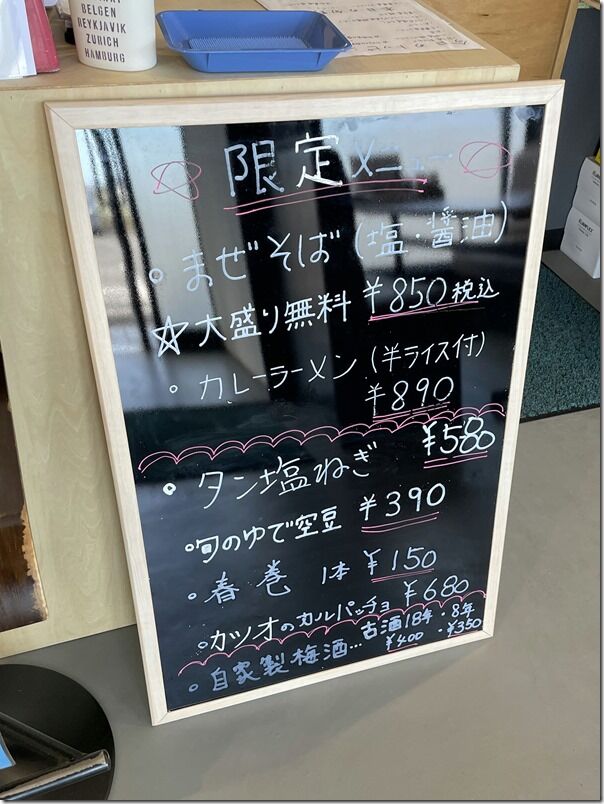 BELGEN
REYKJAVIK
ZURICH
HAMBURG
限定メニュー
・まぜそば(塩・醤油)
☆大盛り無料 ¥850税込
・カレーラーメン(半ライス付)
¥890
・タン塩ねぎ ¥580
・旬のゆで空豆 ¥390
・春巻 1本 ¥150
・カツオのカルパッチョ ¥680
・自家製梅酒…古酒18年・8年
¥400 ・¥350